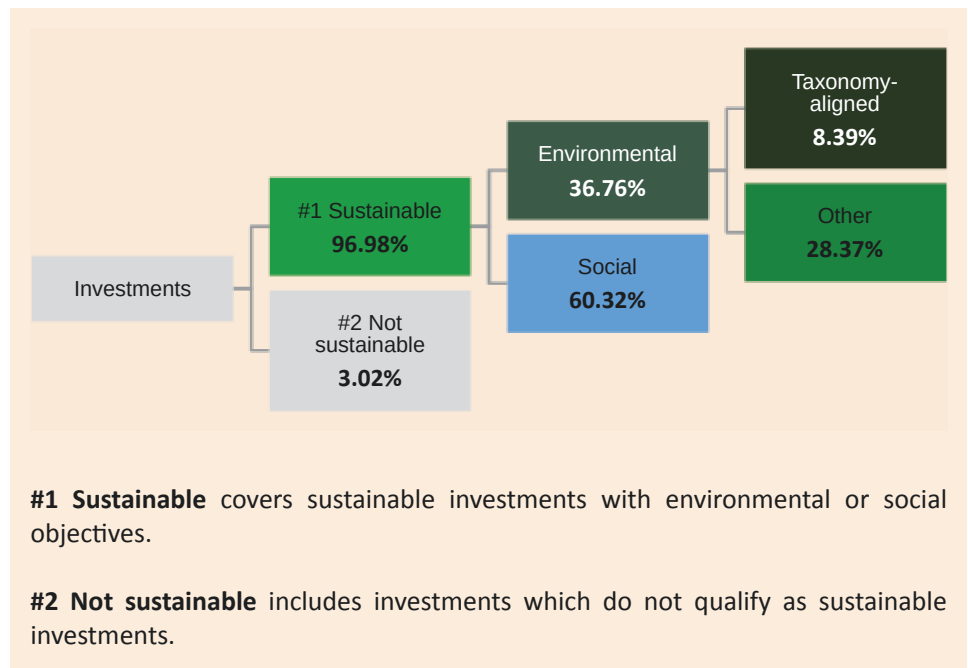 Taxonomy-
aligned
8.39%
Environmental
36.76%
#1 Sustainable
96.98%
Other
28.37%
Social
60.32%
Investments
#2 Not
sustainable
3.02%
#1 Sustainable covers sustainable investments with environmental or social
objectives.
#2 Not sustainable includes investments which do not qualify as sustainable
investments.